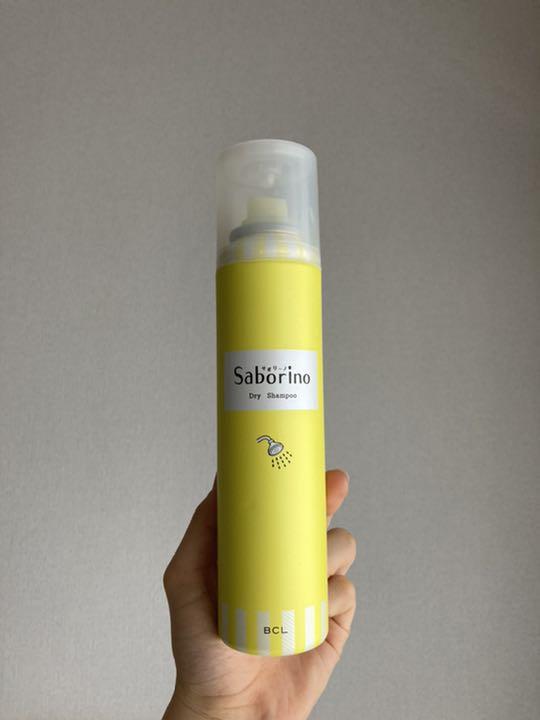 サボリーノ
Saborino
Dry Shampoo
BCL